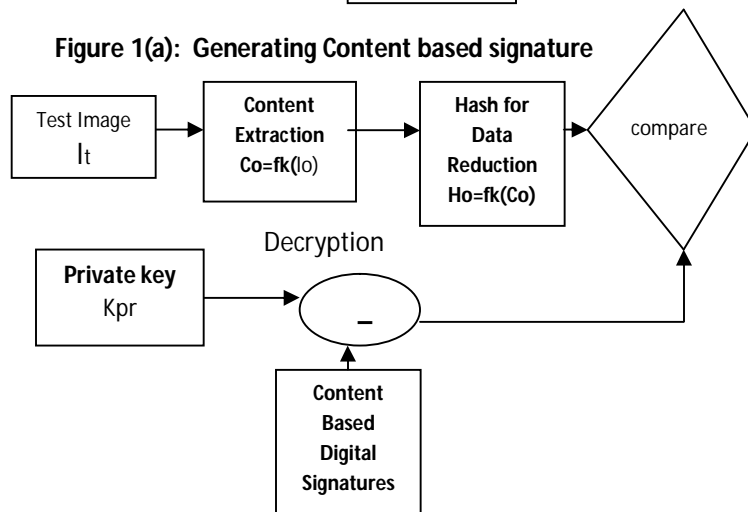 Figure 1(a): Generating Content based signature
Test Image
It
Content
Extraction
Co=fk(Io)
Hash for
Data
Reduction
Ho=fk(Co)
compare
Decryption
Private key
Kpr
–
Content
Based
Digital
Signatures